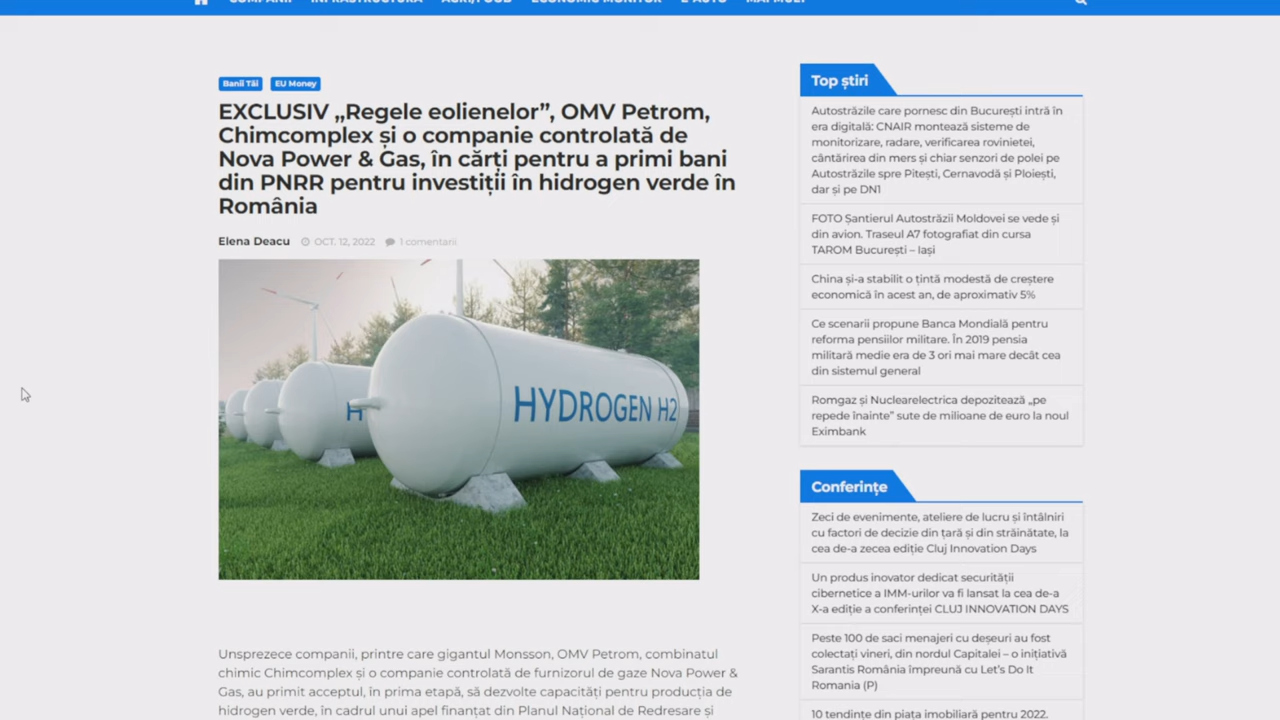 COMPANII INFRASTRUCTURĂ AGRI/FOOD ECONOMIC MONITOR E-AUTO MAI MULT
Banii Tăi EU Money
EXCLUSIV „Regele eolienelor”, OMV Petrom,
Chimcomplex și o companie controlată de
Nova Power & Gas, în cărți pentru a primi bani
din PNRR pentru investiții în hidrogen verde în
România
Elena Deacu OCT. 12, 2022 1 comentarii
HYDROGEN H2
H
Unsprezece companii, printre care gigantul Monsson, OMV Petrom, combinatul
chimic Chimcomplex și o companie controlată de furnizorul de gaze Nova Power &
Gas, au primit acceptul, în prima etapă, să dezvolte capacități pentru producția de
hidrogen verde, în cadrul unui apel finanțat din Planul Național de Redresare și
Top știri
Autostrăzile care pornesc din București intră în
era digitală: CNAIR montează sisteme de
monitorizare, radare, verificarea rovinietei,
cântărirea din mers și chiar senzori de polei pe
Autostrăzile spre Pitești, Cernavodă și Ploiești,
dar și pe DN1
FOTO Șantierul Autostrăzii Moldovei se vede și
din avion. Traseul A7 fotografiat din cursa
TAROM București – Iași
China și-a stabilit o țintă modestă de creștere
economică în acest an, de aproximativ 5%
Ce scenarii propune Banca Mondială pentru
reforma pensiilor militare. În 2019 pensia
militară medie era de 3 ori mai mare decât cea
din sistemul general
Romgaz și Nuclearelectrica depozitează „pe
repede înainte” sute de milioane de euro la noul
Eximbank
Conferințe
Zeci de evenimente, ateliere de lucru și întâlniri
cu factori de decizie din țară și din străinătate, la
cea de-a zecea ediție Cluj Innovation Days
Un produs inovator dedicat securității
cibernetice a IMM-urilor va fi lansat la cea de-a
X-a ediție a conferinței CLUJ INNOVATION DAYS
Peste 100 de saci menajeri cu deșeuri au fost
colectați vineri, din nordul Capitalei – o inițiativă
Sarantis România împreună cu Let's Do It
Romania (P)
10 tendințe din piața imobiliară pentru 2022.